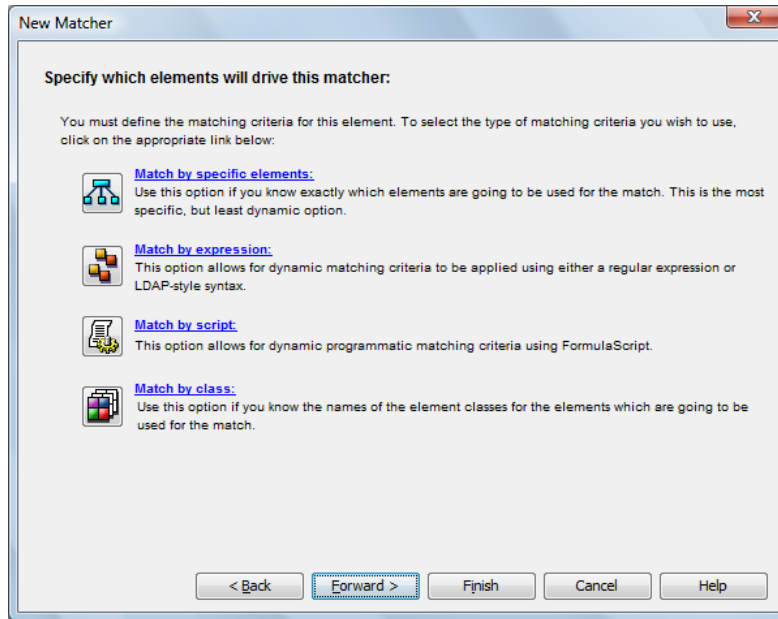 New Matcher
Specify which elements will drive this matcher:
You must define the matching criteria for this element. To select the type of matching criteria you wish to use,
click on the appropriate link below:
Match by specific elements:
Use this option if you know exactly which elements are going to be used for the match. This is the most
specific, but least dynamic option.
Match by expression:
This option allows for dynamic matching criteria to be applied using either a regular expression or
LDAP-style syntax.
Match by script:
This option allows for dynamic programmatic matching criteria using FormulaScript.
Match by class:
Use this option if you know the names of the element classes for the elements which are going to be
used for the match.
< Back Forward > Finish Cancel Help